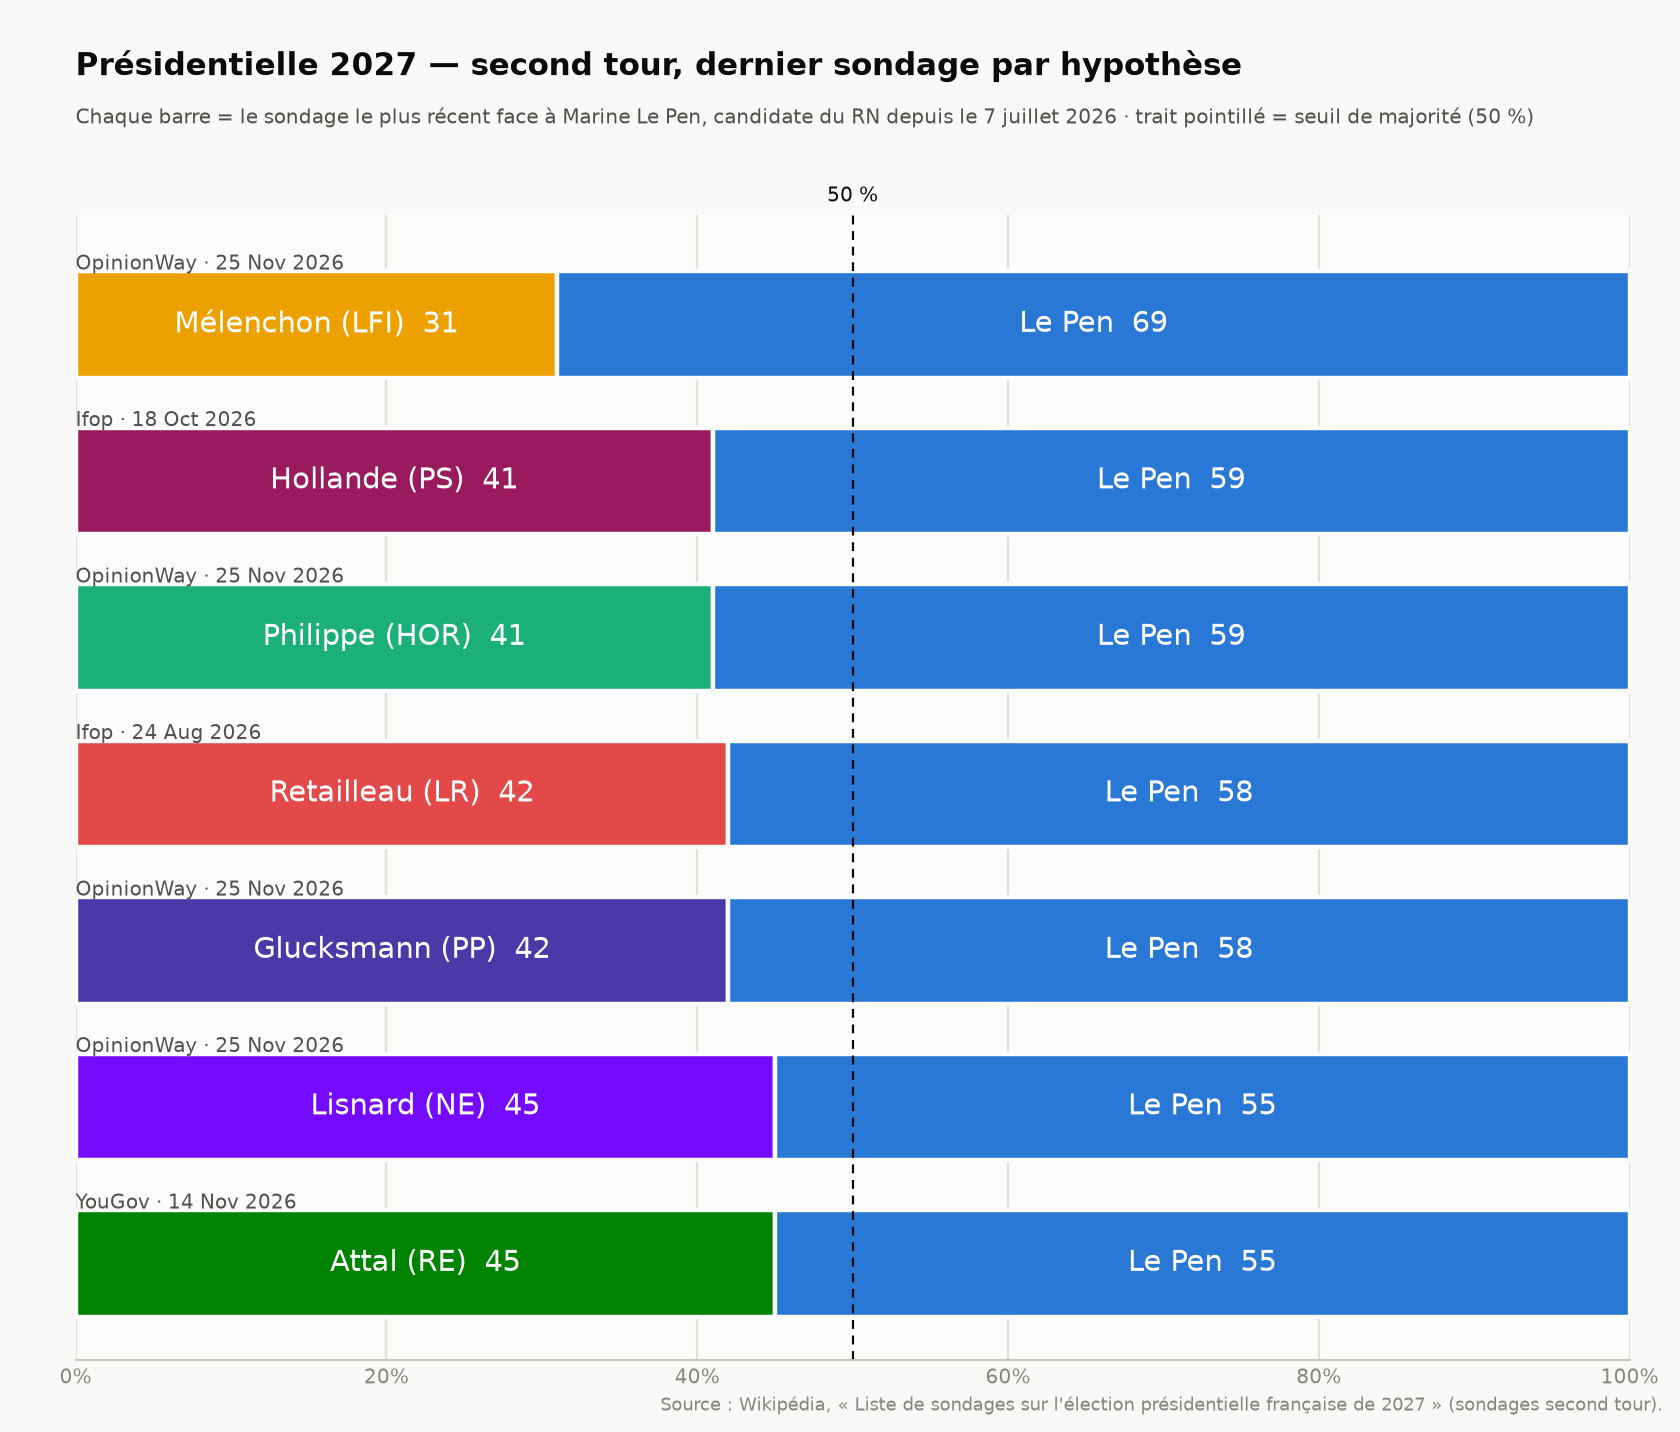 Présidentielle 2027 — second tour, dernier sondage par hypothèse
Chaque barre = le sondage le plus récent face à Marine Le Pen, candidate du RN depuis le 7 juillet 2026 · trait pointillé = seuil de majorité (50 %)
50 %
OpinionWay · 25 Nov 2026
Mélenchon (LFI) 31 Le Pen 69
Ifop · 18 Oct 2026
Hollande (PS) 41 Le Pen 59
OpinionWay · 25 Nov 2026
Philippe (HOR) 41 Le Pen 59
Ifop · 24 Aug 2026
Retailleau (LR) 42 Le Pen 58
OpinionWay · 25 Nov 2026
Glucksmann (PP) 42 Le Pen 58
OpinionWay · 25 Nov 2026
Lisnard (NE) 45 Le Pen 55
YouGov · 14 Nov 2026
Attal (RE) 45 Le Pen 55
0% 20% 40% 60% 80% 100%
Source : Wikipédia, « Liste de sondages sur l'élection présidentielle française de 2027 » (sondages second tour).